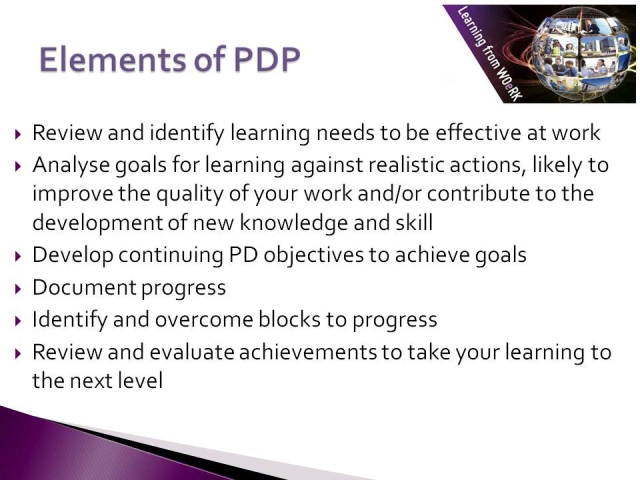 Elements of PDP
Learning from WOeRK
Review and identify learning needs to be effective at work
Analyse goals for learning against realistic actions, likely to
improve the quality of your work and/or contribute to the
development of new knowledge and skill
Develop continuing PD objectives to achieve goals
Document progress
Identify and overcome blocks to progress
Review and evaluate achievements to take your learning to
the next level